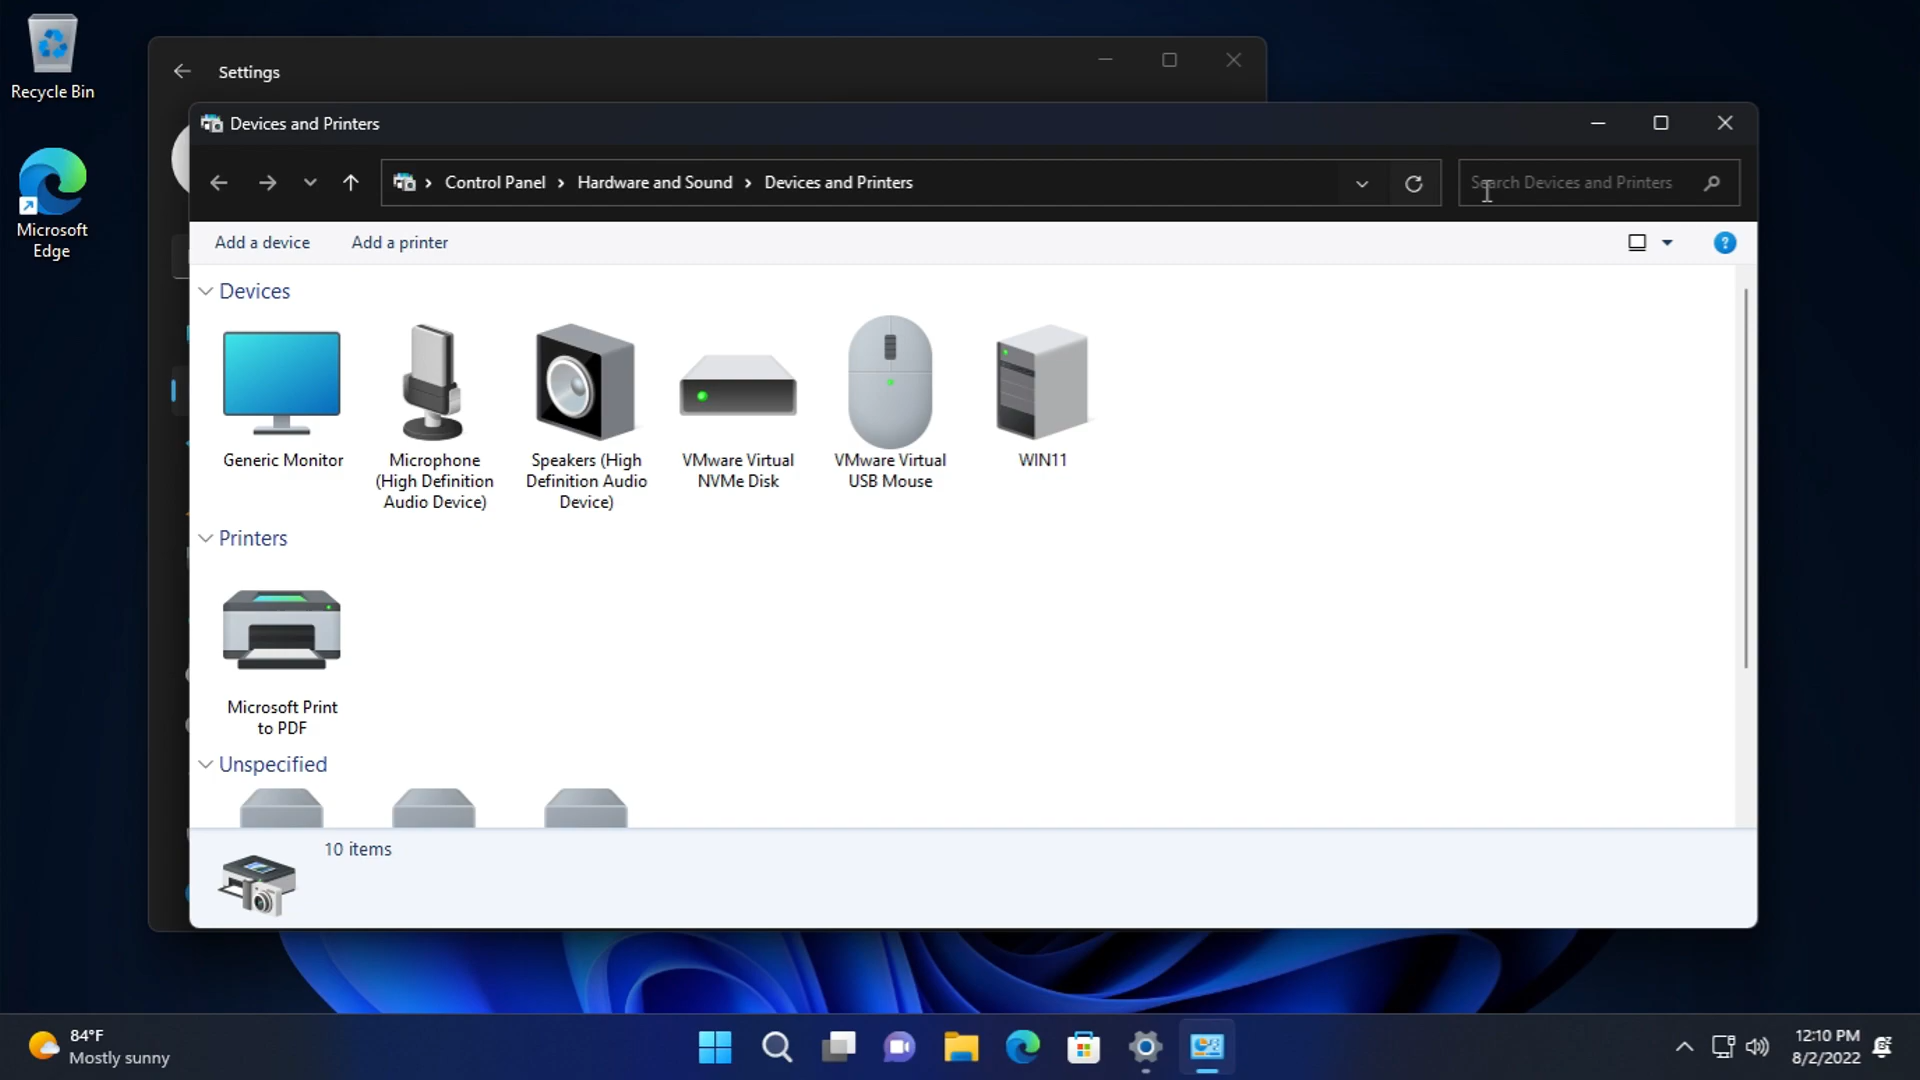 Recycle Bin
Microsoft
Edge
Settings
Devices and Printers
Control Panel
Hardware and Sound
Devices and Printers
Search Devices and Printers
Add a device
Add a printer
?
Devices
Generic Monitor
Microphone
(High Definition
Audio Device)
Speakers (High
Definition Audio
Device)
VMware Virtual
NVMe Disk
VMware Virtual
USB Mouse
WIN11
Printers
Microsoft Print
to PDF
Unspecified
10 items
84°F
Mostly sunny
12:10 PM
8/2/2022